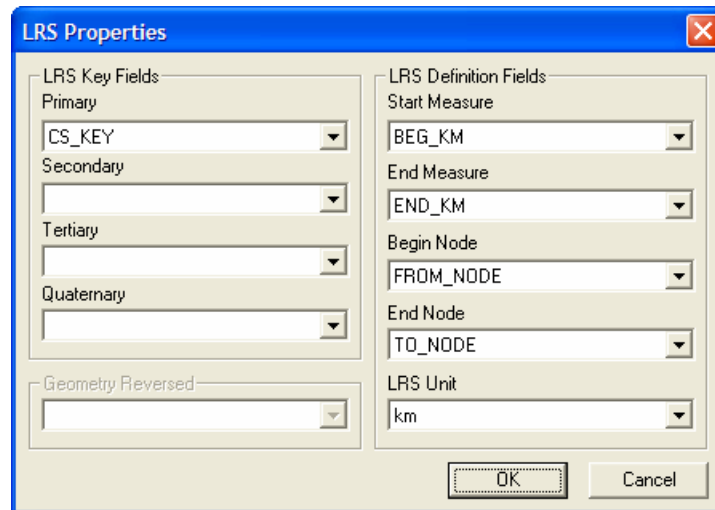 LRS Properties
LRS Key Fields
Primary
CS_KEY
Secondary
Tertiary
Quaternary
Geometry Reversed
LRS Definition Fields
Start Measure
BEG_KM
End Measure
END_KM
Begin Node
FROM_NODE
End Node
TO_NODE
LRS Unit
km
OK
Cancel